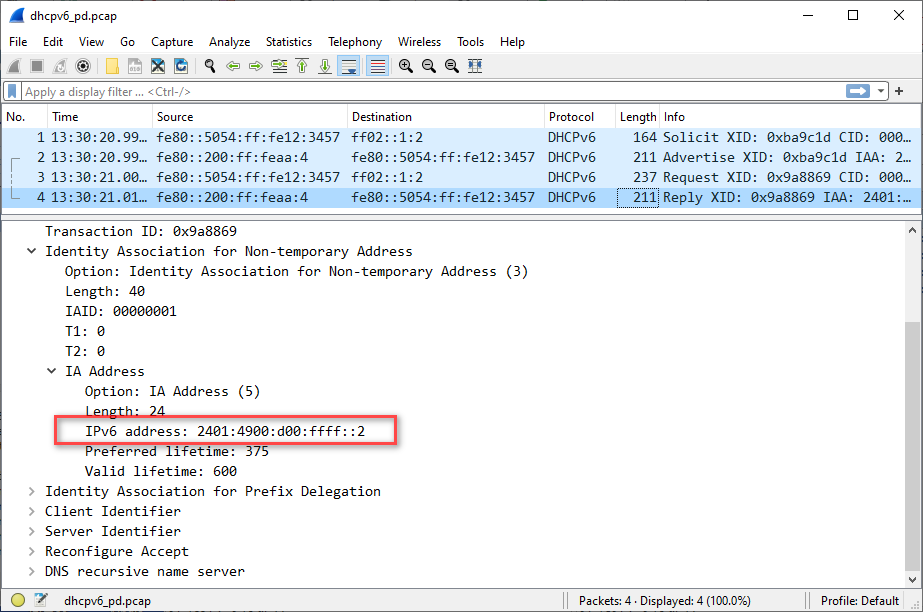 dhcpv6_pd.pcap
File Edit View Go Capture Analyze Statistics Telephony Wireless Tools Help
Apply a display filter ... <Ctrl-/>
No. Time Source Destination Protocol Length Info
1 13:30:20.99… fe80::5054:ff:fe12:3457 ff02::1:2 DHCPv6 164 Solicit XID: 0xba9c1d CID: 000…
2 13:30:20.99… fe80::200:ff:feaa:4 fe80::5054:ff:fe12:3457 DHCPv6 211 Advertise XID: 0xba9c1d IAA: 2…
3 13:30:21.00… fe80::5054:ff:fe12:3457 ff02::1:2 DHCPv6 237 Request XID: 0x9a8869 CID: 000…
4 13:30:21.01… fe80::200:ff:feaa:4 fe80::5054:ff:fe12:3457 DHCPv6 211 Reply XID: 0x9a8869 IAA: 2401:…
Transaction ID: 0x9a8869
Identity Association for Non-temporary Address
Option: Identity Association for Non-temporary Address (3)
Length: 40
IAID: 00000001
T1: 0
T2: 0
IA Address
Option: IA Address (5)
Length: 24
IPv6 address: 2401:4900:d00:ffff::2
Preferred lifetime: 375
Valid lifetime: 600
Identity Association for Prefix Delegation
Client Identifier
Server Identifier
Reconfigure Accept
DNS recursive name server
dhcpv6_pd.pcap Packets: 4 · Displayed: 4 (100.0%) Profile: Default